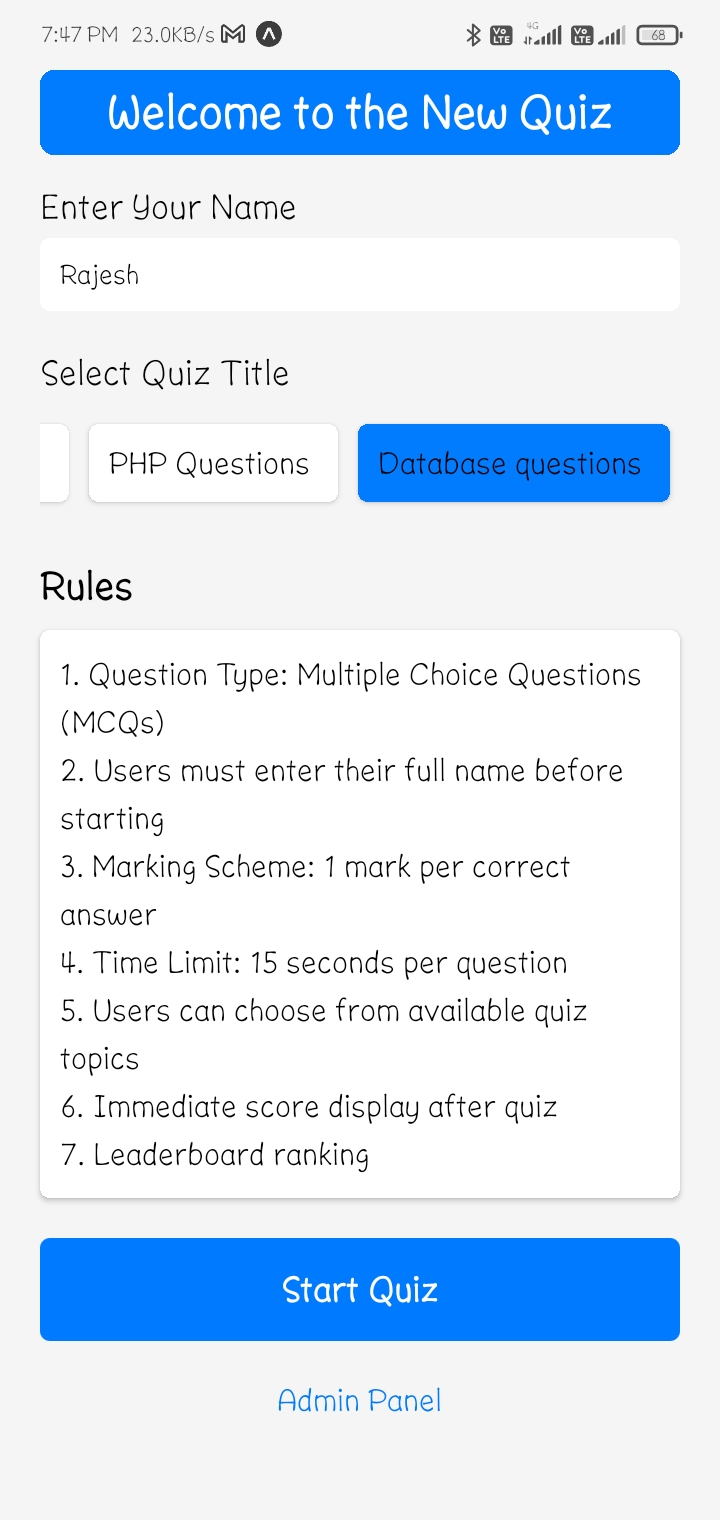 7:47 PM 23.0KB/s
Vo LTE 4G Vo LTE 68
Welcome to the New Quiz
Enter Your Name
Rajesh
Select Quiz Title
PHP Questions Database questions
Rules
1. Question Type: Multiple Choice Questions
(MCQs)
2. Users must enter their full name before
starting
3. Marking Scheme: 1 mark per correct
answer
4. Time Limit: 15 seconds per question
5. Users can choose from available quiz
topics
6. Immediate score display after quiz
7. Leaderboard ranking
Start Quiz
Admin Panel